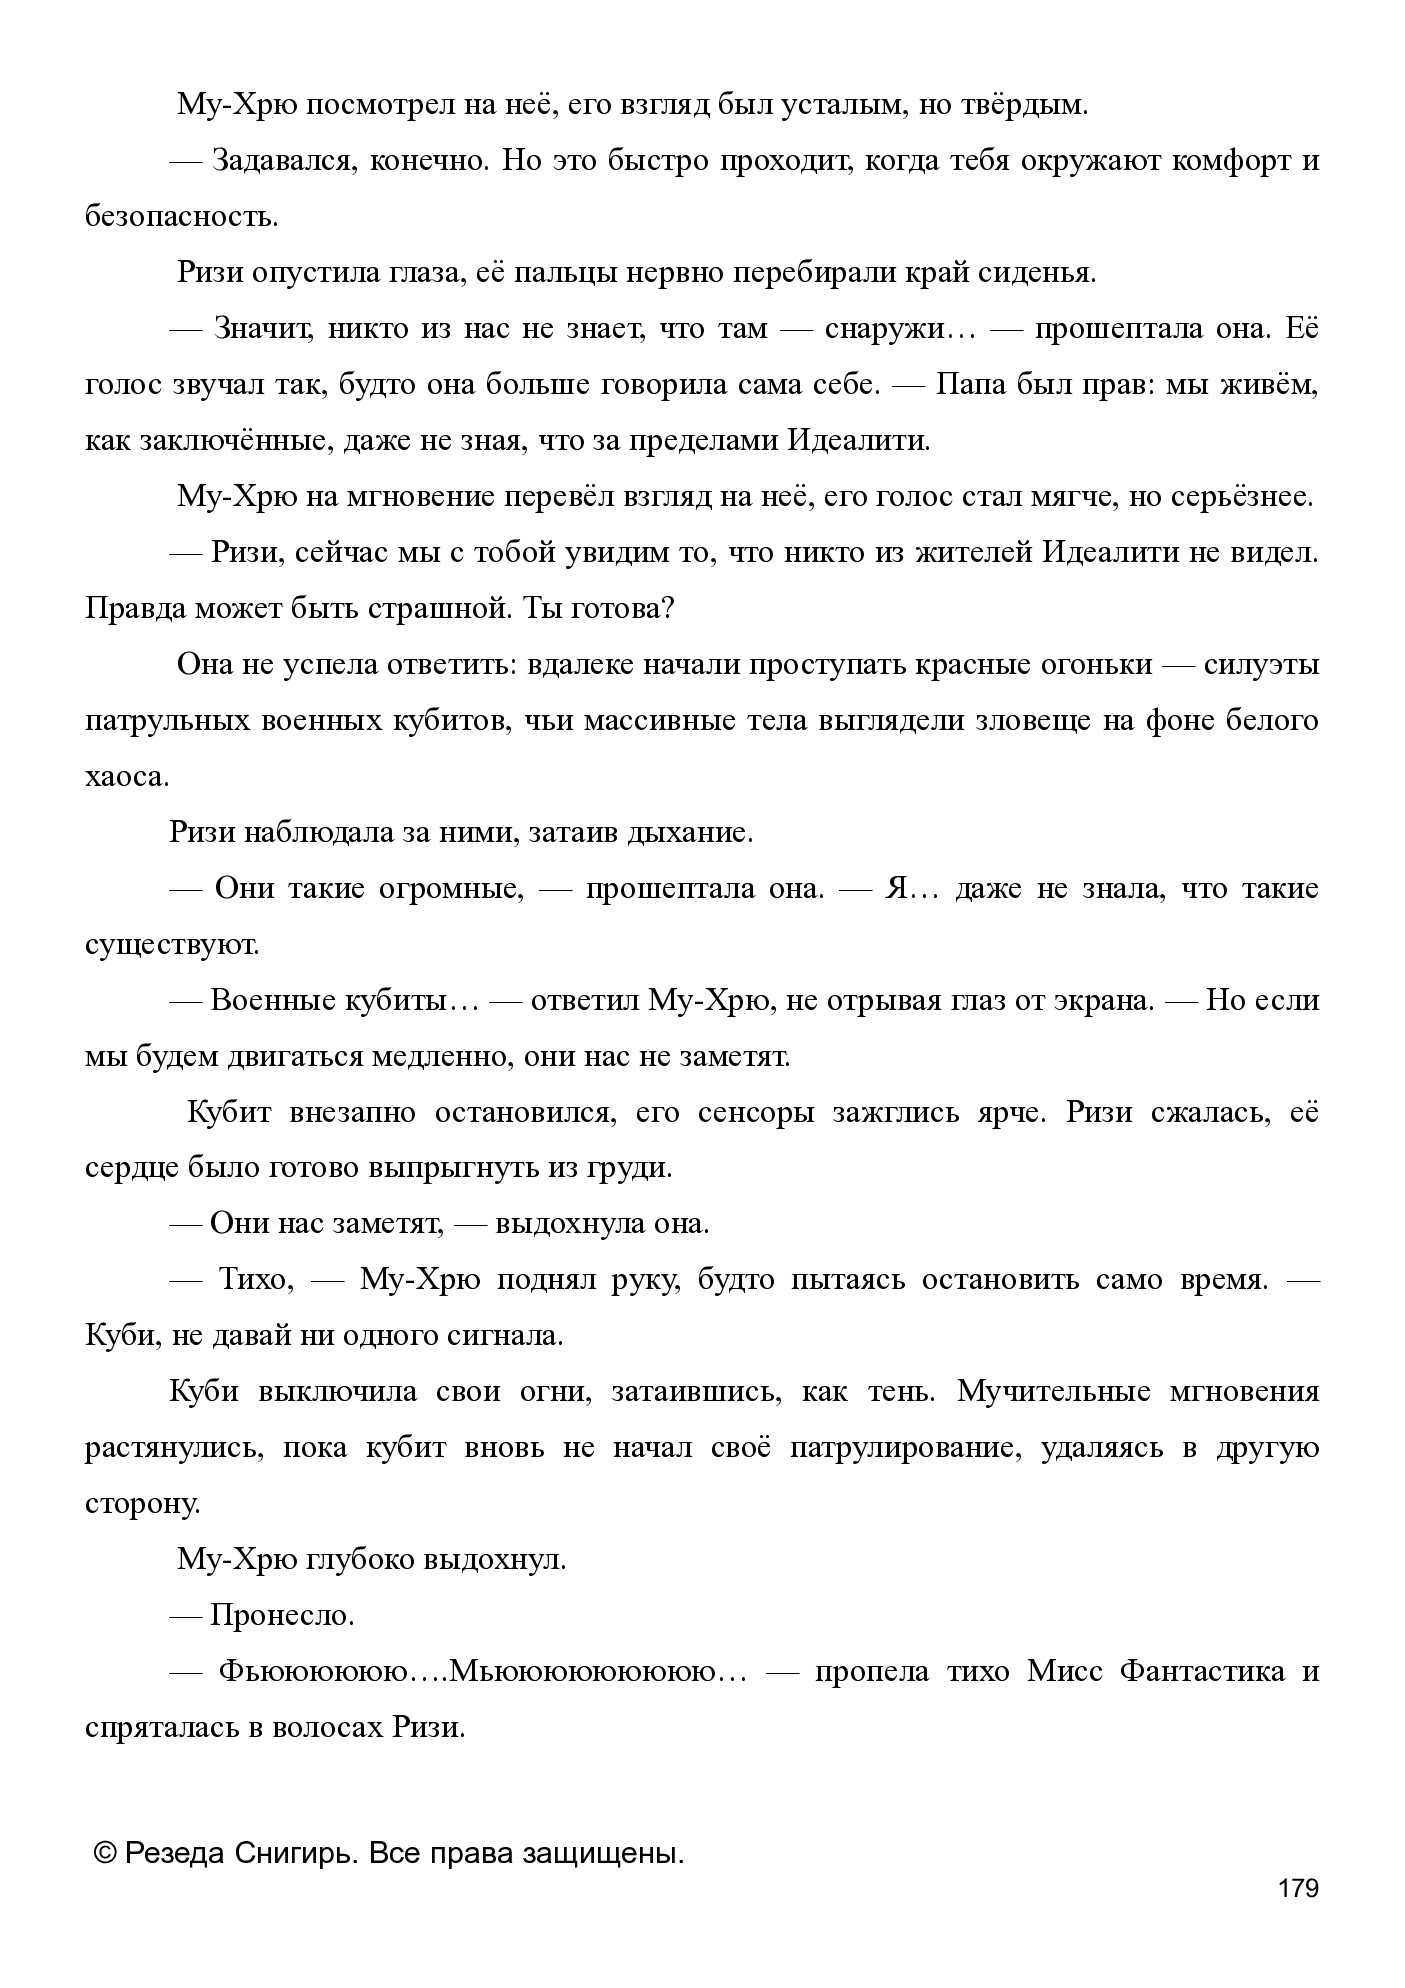 Му-Хрю посмотрел на неё, его взгляд был усталым, но твёрдым.
— Задавался, конечно. Но это быстро проходит, когда тебя окружают комфорт и
безопасность.
Ризи опустила глаза, её пальцы нервно перебирали край сиденья.
— Значит, никто из нас не знает, что там — снаружи… — прошептала она. Её
голос звучал так, будто она больше говорила сама себе. — Папа был прав: мы живём,
как заключённые, даже не зная, что за пределами Идеалити.
Му-Хрю на мгновение перевёл взгляд на неё, его голос стал мягче, но серьёзнее.
— Ризи, сейчас мы с тобой увидим то, что никто из жителей Идеалити не видел.
Правда может быть страшной. Ты готова?
Она не успела ответить: вдалеке начали проступать красные огоньки — силуэты
патрульных военных кубитов, чьи массивные тела выглядели зловеще на фоне белого
хаоса.
Ризи наблюдала за ними, затаив дыхание.
— Они такие огромные, — прошептала она. — Я… даже не знала, что такие
существуют.
— Военные кубиты… — ответил Му-Хрю, не отрывая глаз от экрана. — Но если
мы будем двигаться медленно, они нас не заметят.
Кубит внезапно остановился, его сенсоры зажглись ярче. Ризи сжалась, её
сердце было готово выпрыгнуть из груди.
— Они нас заметят, — выдохнула она.
— Тихо, — Му-Хрю поднял руку, будто пытаясь остановить само время. —
Куби, не давай ни одного сигнала.
Куби выключила свои огни, затаившись, как тень. Мучительные мгновения
растянулись, пока кубит вновь не начал своё патрулирование, удаляясь в другую
сторону.
Му-Хрю глубоко выдохнул.
— Пронесло.
— Фьююююююю….Мьюююююююююю… — пропела тихо Мисс Фантастика и
спряталась в волосах Ризи.
© Резеда Снигирь. Все права защищены.
179